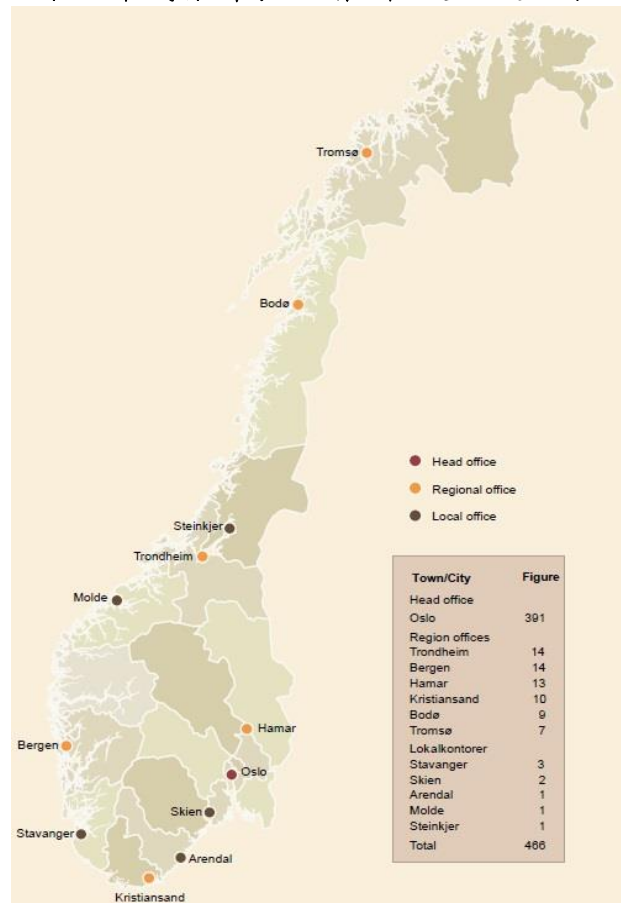 Tromsø
Bodø
Head office
Regional office
Local office
Steinkjer
Trondheim
Molde
Hamar
Bergen
Oslo
Skien
Stavanger
Arendal
Kristiansand
Town/City Figure
Head office
Oslo 391
Region offices
Trondheim 14
Bergen 14
Hamar 13
Kristiansand 10
Bodø 9
Tromsø 7
Lokalkontorer
Stavanger 3
Skien 2
Arendal 1
Molde 1
Steinkjer 1
Total 466